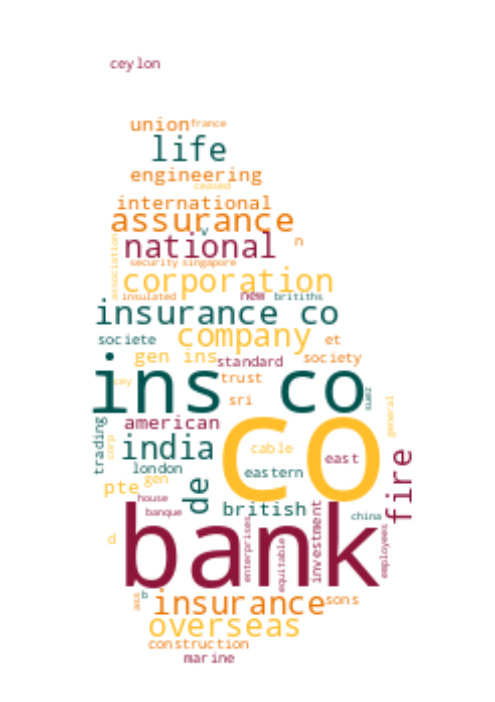 ceylon
union france
life
engineering
ceased
international
assurance
v
national n
association
security singapore
corporation
insulated new britiths
insurance co
societe company et
gen ins standard society
cey trust
ins co
sri suez
general
american
co
trading corp india cable east
london eastern
pte gen de fire
house
banque british investment china
d bank
enterprises equitable employees
ass b insurance sons
overseas
construction
marine